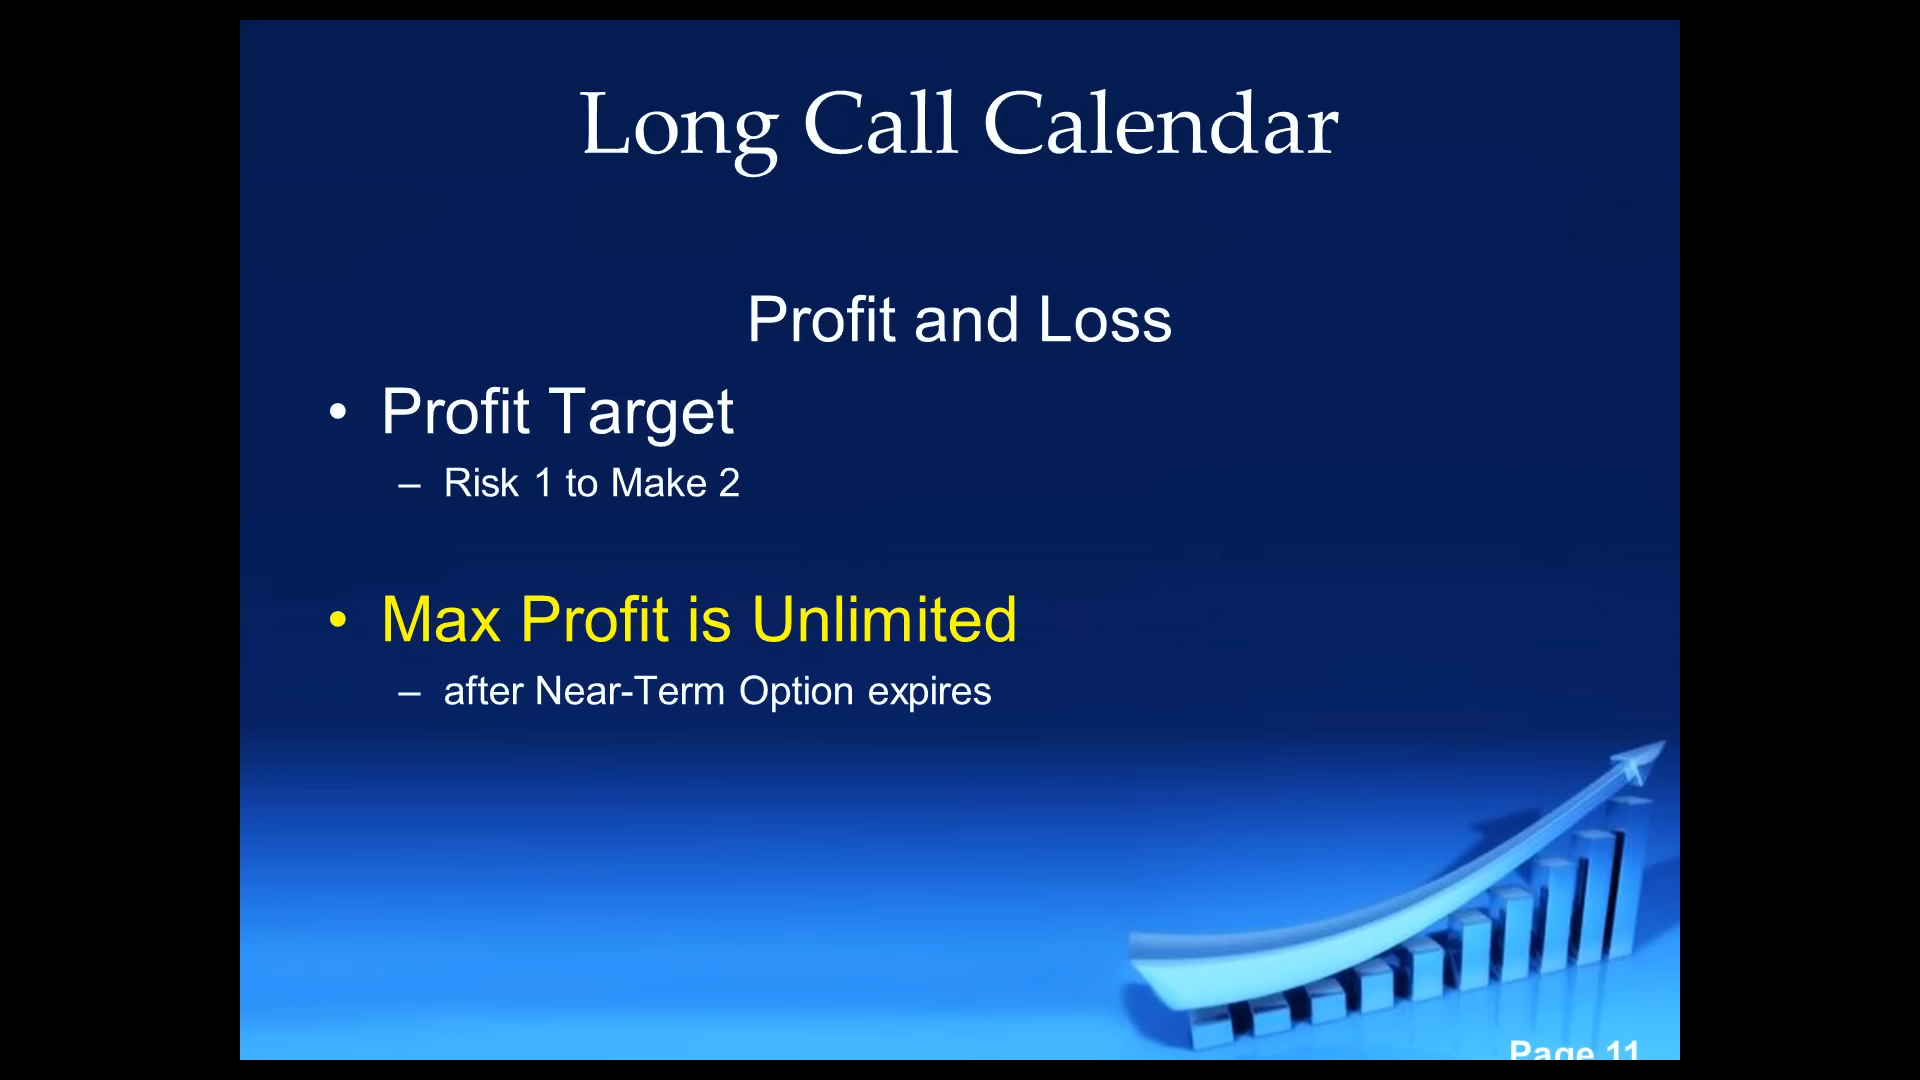 Long Call Calendar
Profit and Loss
• Profit Target
– Risk 1 to Make 2
• Max Profit is Unlimited
– after Near-Term Option expires
Page 11